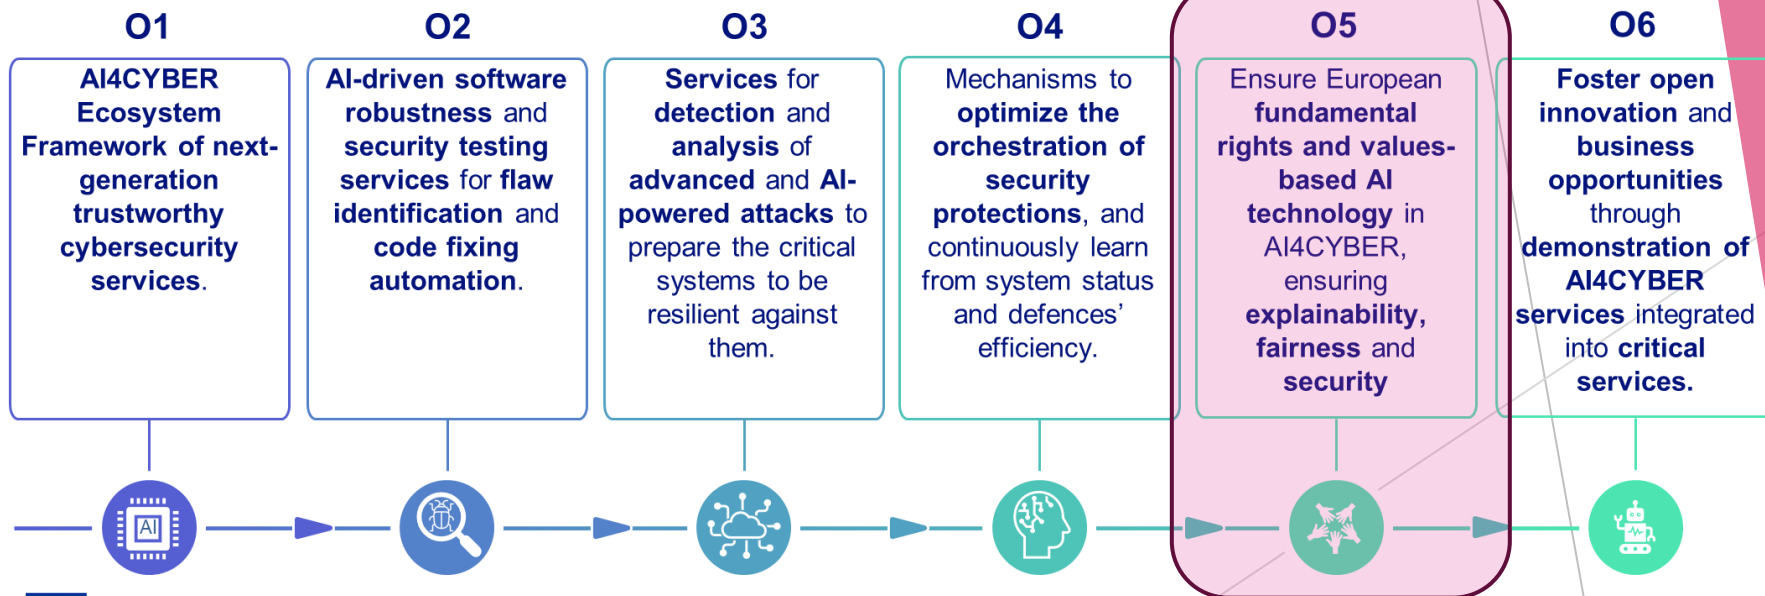 O1
AI4CYBER
Ecosystem
Framework of next-
generation
trustworthy
cybersecurity
services.
O2
AI-driven software
robustness and
security testing
services for flaw
identification and
code fixing
automation.
O3
Services for
detection and
analysis of
advanced and AI-
powered attacks to
prepare the critical
systems to be
resilient against
them.
O4
Mechanisms to
optimize the
orchestration of
security
protections, and
continuously learn
from system status
and defences’
efficiency.
O5
Ensure European
fundamental
rights and values-
based AI
technology in
AI4CYBER,
ensuring
explainability,
fairness and
security
O6
Foster open
innovation and
business
opportunities
through
demonstration of
AI4CYBER
services integrated
into critical
services.
AI